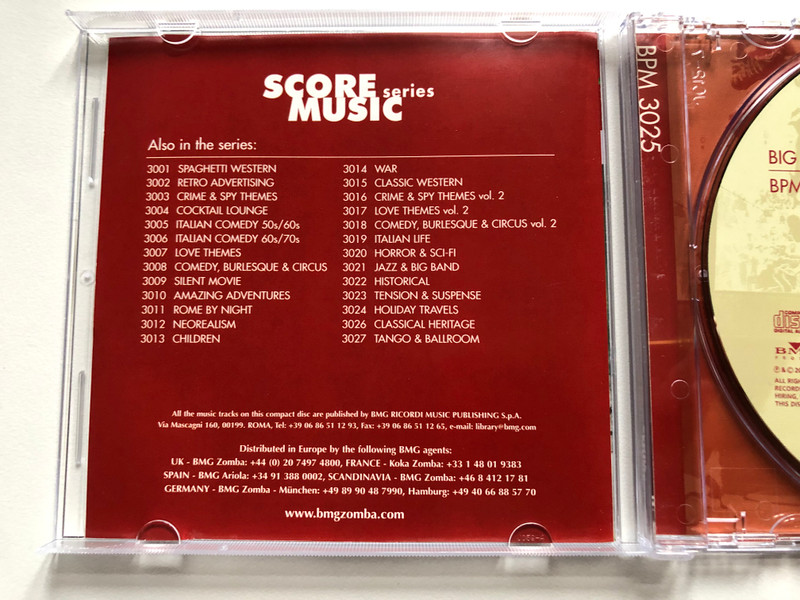 SCORE series
MUSIC
Also in the series:
3001 SPAGHETTI WESTERN
3002 RETRO ADVERTISING
3003 CRIME & SPY THEMES
3004 COCKTAIL LOUNGE
3005 ITALIAN COMEDY 50s/60s
3006 ITALIAN COMEDY 60s/70s
3007 LOVE THEMES
3008 COMEDY, BURLESQUE & CIRCUS
3009 SILENT MOVIE
3010 AMAZING ADVENTURES
3011 ROME BY NIGHT
3012 NEOREALISM
3013 CHILDREN
3014 WAR
3015 CLASSIC WESTERN
3016 CRIME & SPY THEMES vol. 2
3017 LOVE THEMES vol. 2
3018 COMEDY, BURLESQUE & CIRCUS vol. 2
3019 ITALIAN LIFE
3020 HORROR & SCI-FI
3021 JAZZ & BIG BAND
3022 HISTORICAL
3023 TENSION & SUSPENSE
3024 HOLIDAY TRAVELS
3026 CLASSICAL HERITAGE
3027 TANGO & BALLROOM
All the music tracks on this compact disc are published by BMG RICORDI MUSIC PUBLISHING S.p.A.
Via Mascagni 160, 00199. ROMA, Tel: +39 06 86 51 12 93, Fax: +39 06 86 51 12 65, e-mail: library@bmg.com
Distributed in Europe by the following BMG agents:
UK - BMG Zomba: +44 (0) 20 7497 4800, FRANCE - Koka Zomba: +33 1 48 01 9383
SPAIN - BMG Ariola: +34 91 388 0002, SCANDINAVIA - BMG Zomba: +46 8 412 17 81
GERMANY - BMG Zomba - München: +49 89 90 48 7990, Hamburg: +49 40 66 88 57 70
www.bmgzomba.com
BPM 3025
BIG
BPM
ALL RIG
RECORD
HIRING,
THIS DIS